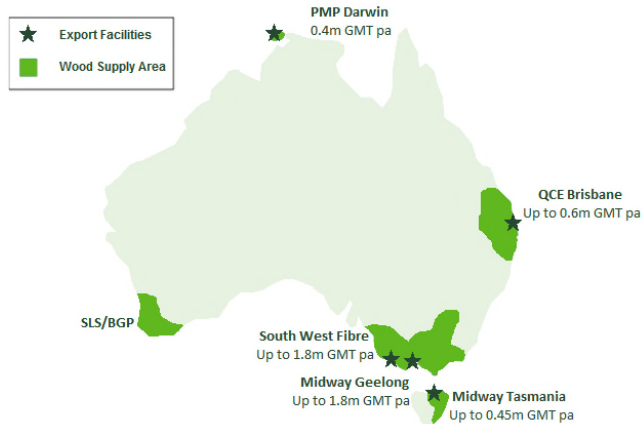 PMP Darwin
0.4m GMT pa
Export Facilities
Wood Supply Area
QCE Brisbane
Up to 0.6m GMT pa
SLS/BGP
South West Fibre
Up to 1.8m GMT pa
Midway Geelong
Up to 1.8m GMT pa
Midway Tasmania
Up to 0.45m GMT pa